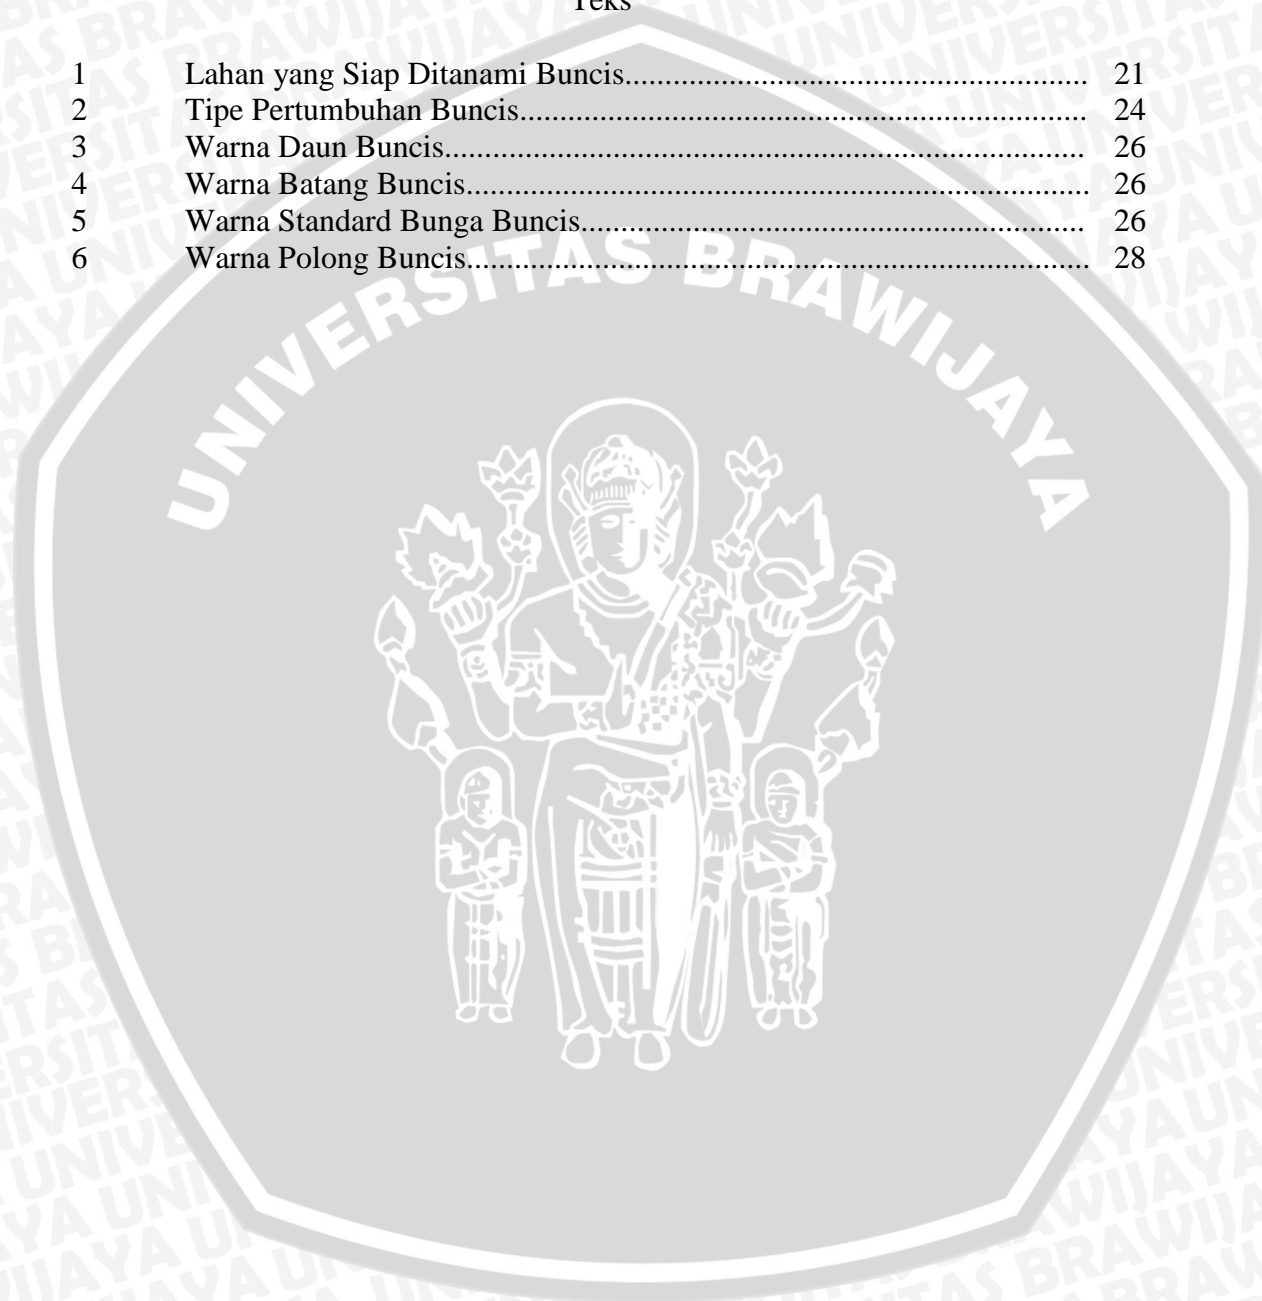 Teks
1 Lahan yang Siap Ditanami Buncis.......................................................... 21
2 Tipe Pertumbuhan Buncis....................................................................... 24
3 Warna Daun Buncis................................................................................ 26
4 Warna Batang Buncis.............................................................................. 26
5 Warna Standard Bunga Buncis............................................................... 26
6 Warna Polong Buncis.............................................................................. 28
UNIVERSITAS BRAWIJAYA